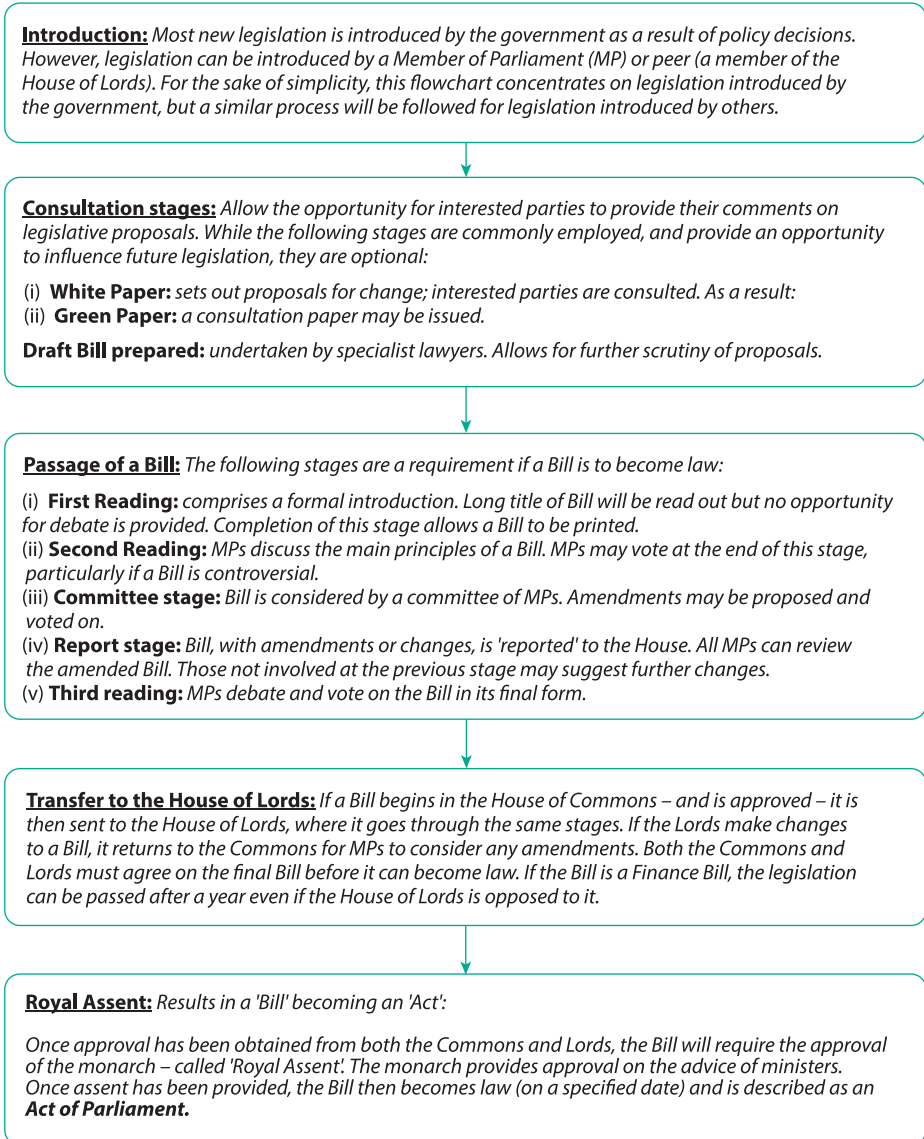 Introduction: Most new legislation is introduced by the government as a result of policy decisions.
However, legislation can be introduced by a Member of Parliament (MP) or peer (a member of the
House of Lords). For the sake of simplicity, this flowchart concentrates on legislation introduced by
the government, but a similar process will be followed for legislation introduced by others.
Consultation stages: Allow the opportunity for interested parties to provide their comments on
legislative proposals. While the following stages are commonly employed, and provide an opportunity
to influence future legislation, they are optional:
(i) White Paper: sets out proposals for change; interested parties are consulted. As a result:
(ii) Green Paper: a consultation paper may be issued.
Draft Bill prepared: undertaken by specialist lawyers. Allows for further scrutiny of proposals.
Passage of a Bill: The following stages are a requirement if a Bill is to become law:
(i) First Reading: comprises a formal introduction. Long title of Bill will be read out but no opportunity
for debate is provided. Completion of this stage allows a Bill to be printed.
(ii) Second Reading: MPs discuss the main principles of a Bill. MPs may vote at the end of this stage,
particularly if a Bill is controversial.
(iii) Committee stage: Bill is considered by a committee of MPs. Amendments may be proposed and
voted on.
(iv) Report stage: Bill, with amendments or changes, is 'reported' to the House. All MPs can review
the amended Bill. Those not involved at the previous stage may suggest further changes.
(v) Third reading: MPs debate and vote on the Bill in its final form.
Transfer to the House of Lords: If a Bill begins in the House of Commons – and is approved – it is
then sent to the House of Lords, where it goes through the same stages. If the Lords make changes
to a Bill, it returns to the Commons for MPs to consider any amendments. Both the Commons and
Lords must agree on the final Bill before it can become law. If the Bill is a Finance Bill, the legislation
can be passed after a year even if the House of Lords is opposed to it.
Royal Assent: Results in a 'Bill' becoming an 'Act':
Once approval has been obtained from both the Commons and Lords, the Bill will require the approval
of the monarch – called 'Royal Assent'. The monarch provides approval on the advice of ministers.
Once assent has been provided, the Bill then becomes law (on a specified date) and is described as an
Act of Parliament.